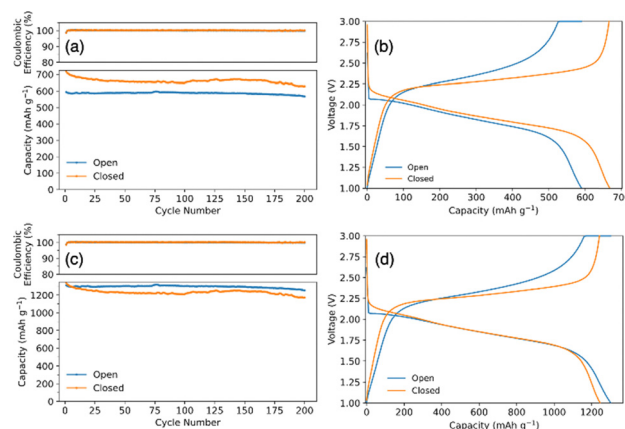 Coulombic
Efficiency (%)
100
90
80
(a)
Capacity (mAh g⁻¹)
700
600
500
400
300
200
100
0
Open
Closed
0 25 50 75 100 125 150 175 200
Cycle Number
(b)
Voltage (V)
3.00
2.75
2.50
2.25
2.00
1.75
1.50
1.25
1.00
Open
Closed
0 100 200 300 400 500 600 70
Capacity (mAh g⁻¹)
Coulombic
Efficiency (%)
100
90
80
(c)
Capacity (mAh g⁻¹)
1200
1000
800
600
400
200
0
Open
Closed
0 25 50 75 100 125 150 175 200
Cycle Number
(d)
Voltage (V)
3.00
2.75
2.50
2.25
2.00
1.75
1.50
1.25
1.00
Open
Closed
0 200 400 600 800 1000 1200
Capacity (mAh g⁻¹)